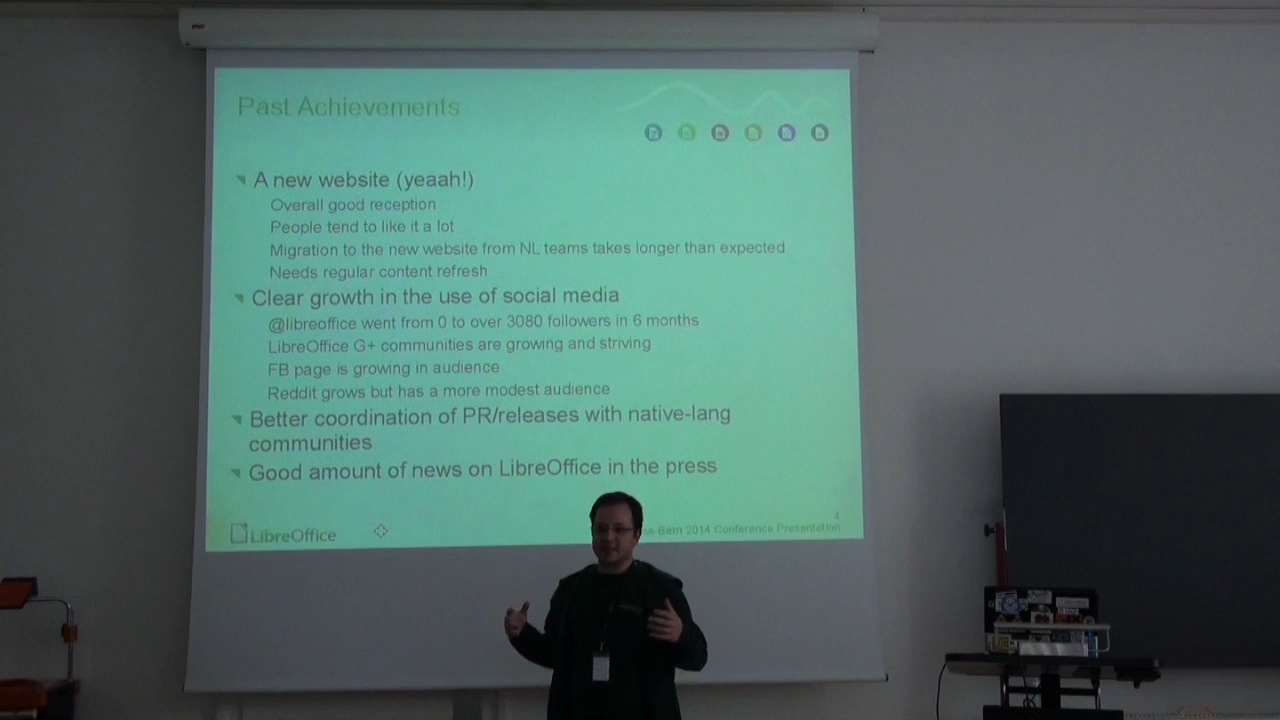 Past Achievements
A new website (yeaah!)
Overall good reception
People tend to like it a lot
Migration to the new website from NL teams takes longer than expected
Needs regular content refresh
Clear growth in the use of social media
@libreoffice went from 0 to over 3080 followers in 6 months
LibreOffice G+ communities are growing and striving
FB page is growing in audience
Reddit grows but has a more modest audience
Better coordination of PR/releases with native-lang
communities
Good amount of news on LibreOffice in the press
4
LibreOffice
Bern 2014 Conference Presentation